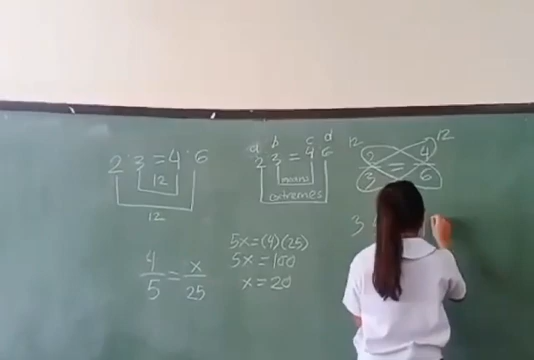 2:3 = 4:6
12
12
a b c d
2:3 = 4:6
means
extremes
12 12
2/3 = 4/6
4/5 = x/25
5x = (4)(25)
5x = 100
x = 20
3